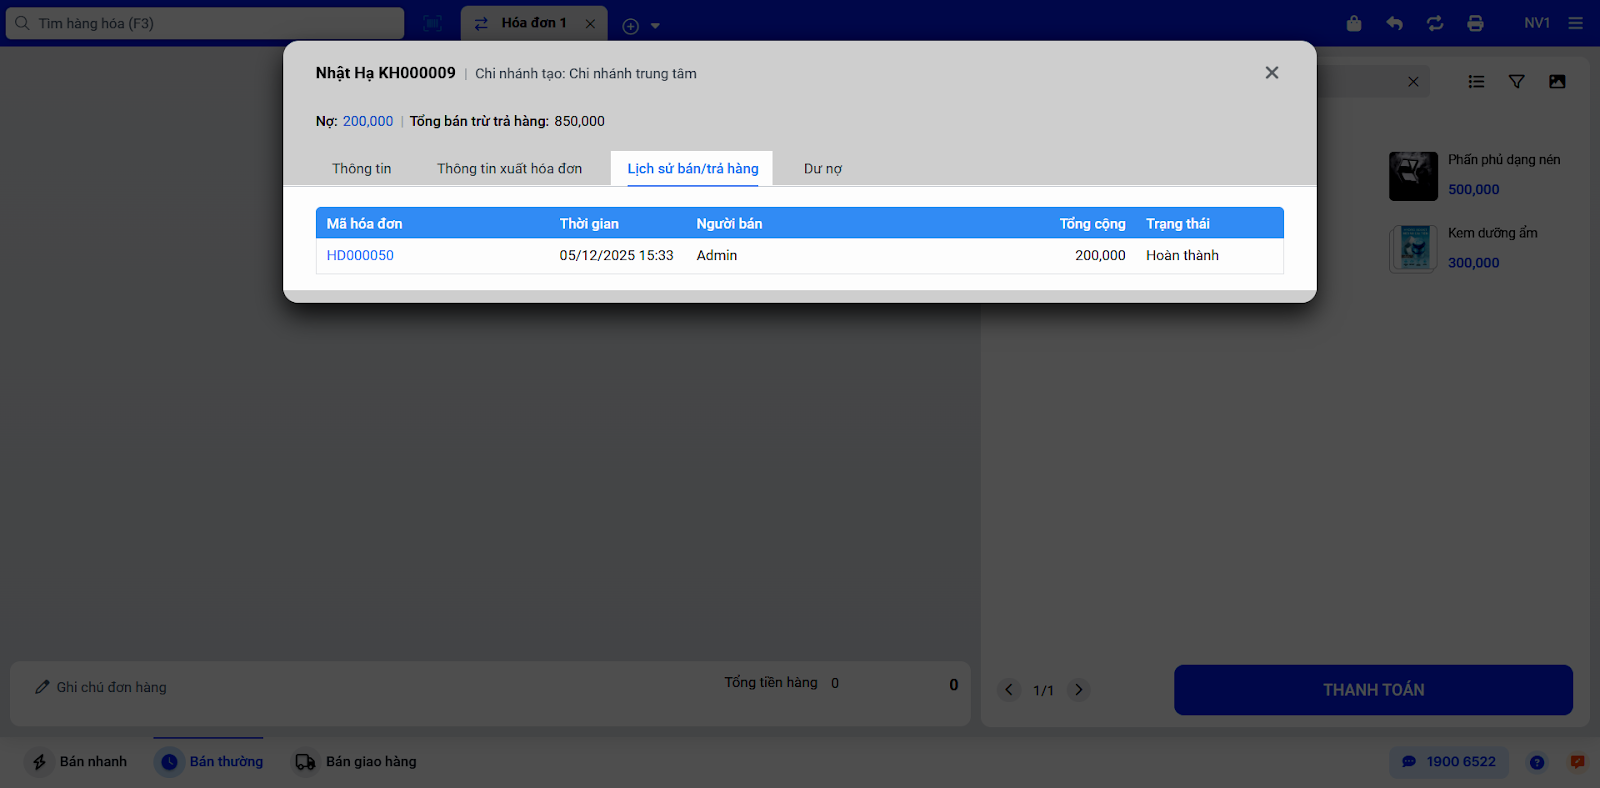 Tìm hàng hóa (F3)
Hóa đơn 1
NV1
Nhật Hạ KH000009 | Chi nhánh tạo: Chi nhánh trung tâm
Nợ: 200,000 | Tổng bán trừ trả hàng: 850,000
Thông tin
Thông tin xuất hóa đơn
Lịch sử bán/trả hàng
Dư nợ
Mã hóa đơn Thời gian Người bán Tổng cộng Trạng thái
HD000050 05/12/2025 15:33 Admin 200,000 Hoàn thành
Phấn phủ dạng nén
500,000
Kem dưỡng ẩm
300,000
Ghi chú đơn hàng
Tổng tiền hàng 0 0
1/1
THANH TOÁN
Bán nhanh
Bán thường
Bán giao hàng
1900 6522